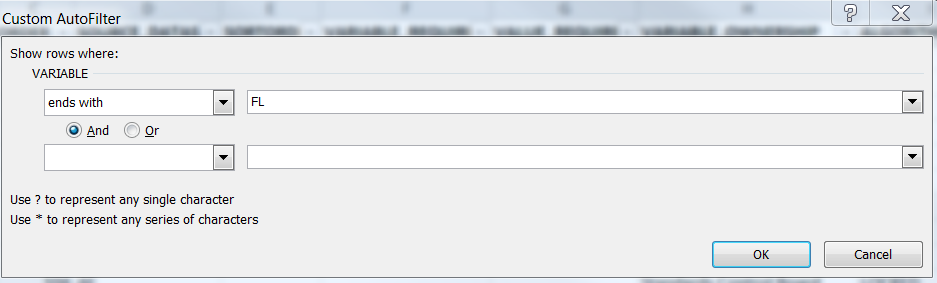 Custom AutoFilter
Show rows where:
VARIABLE
ends with FL
And Or
Use ? to represent any single character
Use * to represent any series of characters
OK Cancel